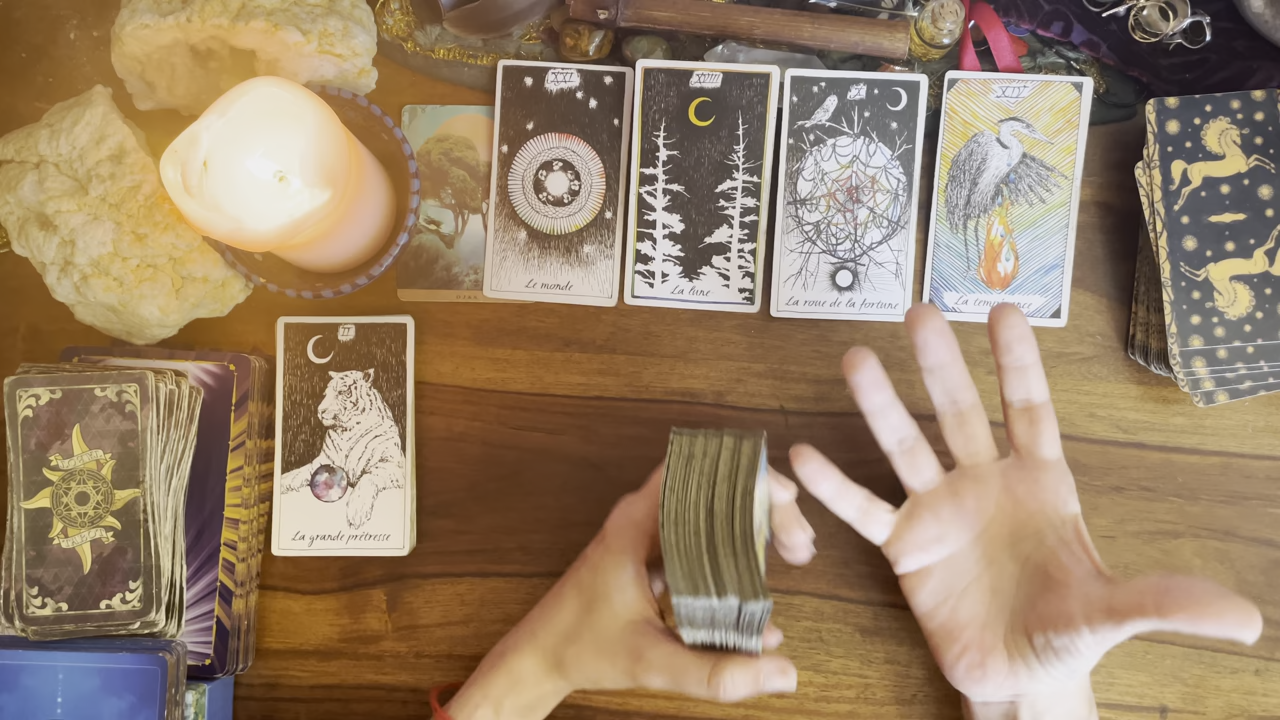 XXI
Le monde
XVIII
La lune
X
La roue de la fortune
XIV
La tempérance
II
La grande prêtresse